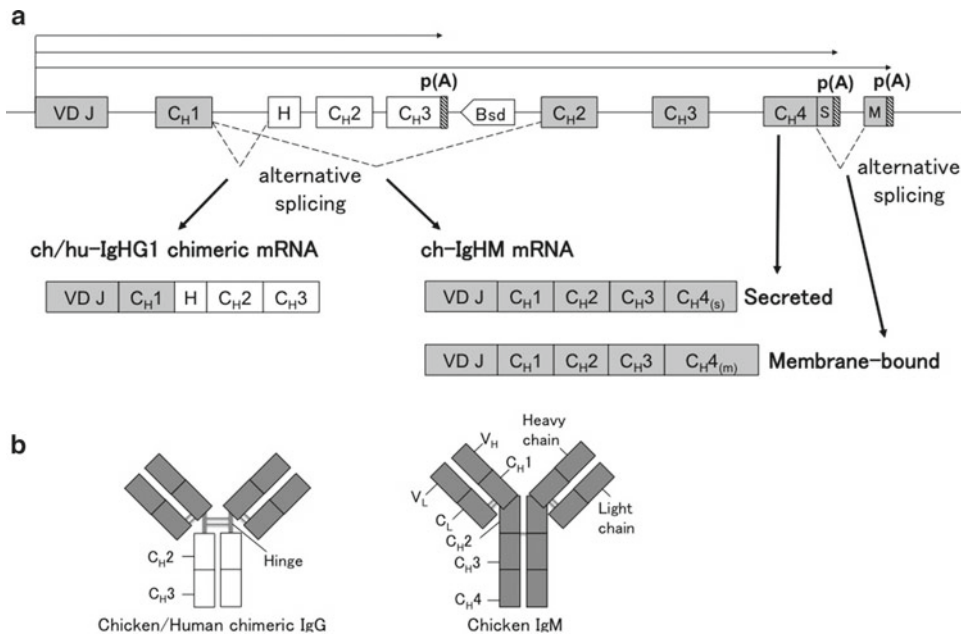 a
p(A)
p(A) p(A)
VD J CH1 H CH2 CH3 Bsd CH2 CH3 CH4 S M
alternative
splicing
alternative
splicing
ch/hu-IgHG1 chimeric mRNA
VD J CH1 H CH2 CH3
ch-IgHM mRNA
VD J CH1 CH2 CH3 CH4(s) Secreted
VD J CH1 CH2 CH3 CH4(m) Membrane-bound
b
CH2
CH3
Hinge
Chicken/Human chimeric IgG
VH
CH1
Heavy
chain
VL
CL
CH2
CH3
CH4
Light
chain
Chicken IgM